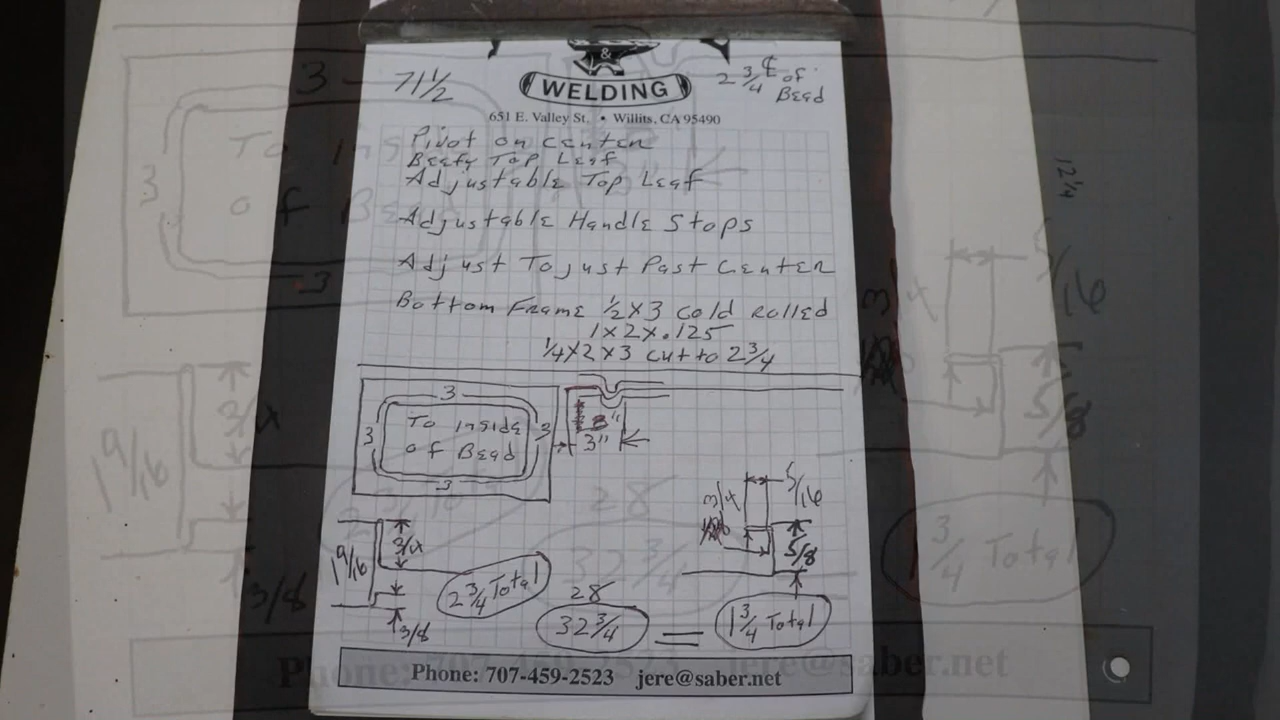 &
WELDING
651 E. Valley St. • Willits, CA 95490
71 1/2
2 3/4 ℄ of
Bead
Pivot on center
Beefy Top Leaf
Adjustable Top Leaf
Adjustable Handle Stops
Adjust To just Past Center
Bottom Frame 1/2 x 3 cold rolled
1 x 2 x .125
1/4 x 2 x 3 cut to 2 3/4
3
3
To inside
of Bead
3
3
3"
3"
3/4
5/16
5/8
1 3/4 Total
1 9/16
3/4
3/8
2 3/4 Total
28
32 3/4
=
Phone: 707-459-2523 jere@saber.net
12 1/4